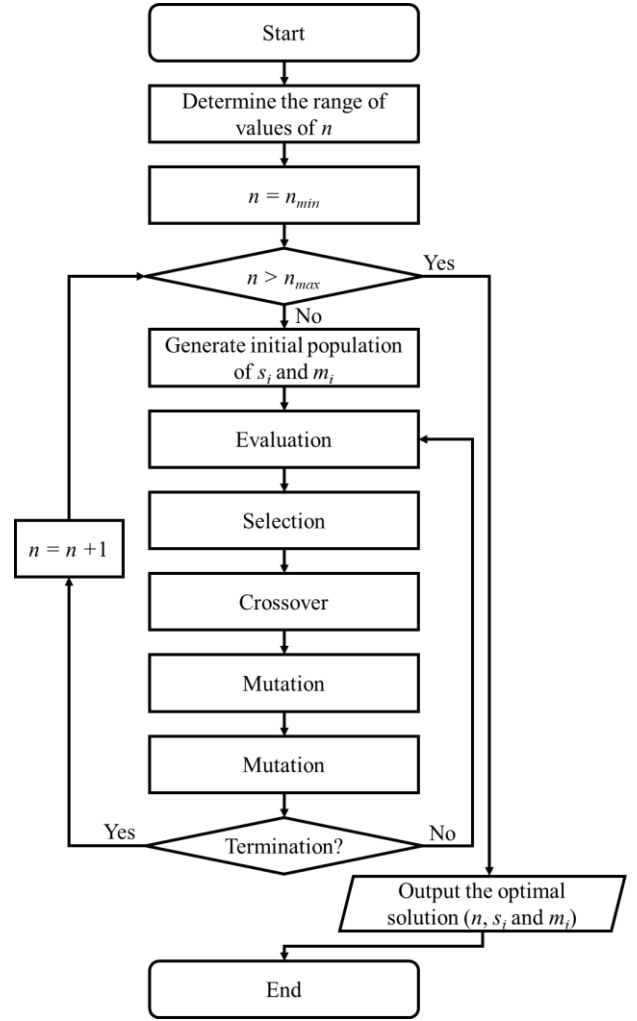 Start
Determine the range of
values of n
n = nmin
n > nmax
Yes
No
Generate initial population
of si and mi
Evaluation
Selection
n = n +1
Crossover
Mutation
Mutation
Yes
Termination?
No
Output the optimal
solution (n, si and mi)
End